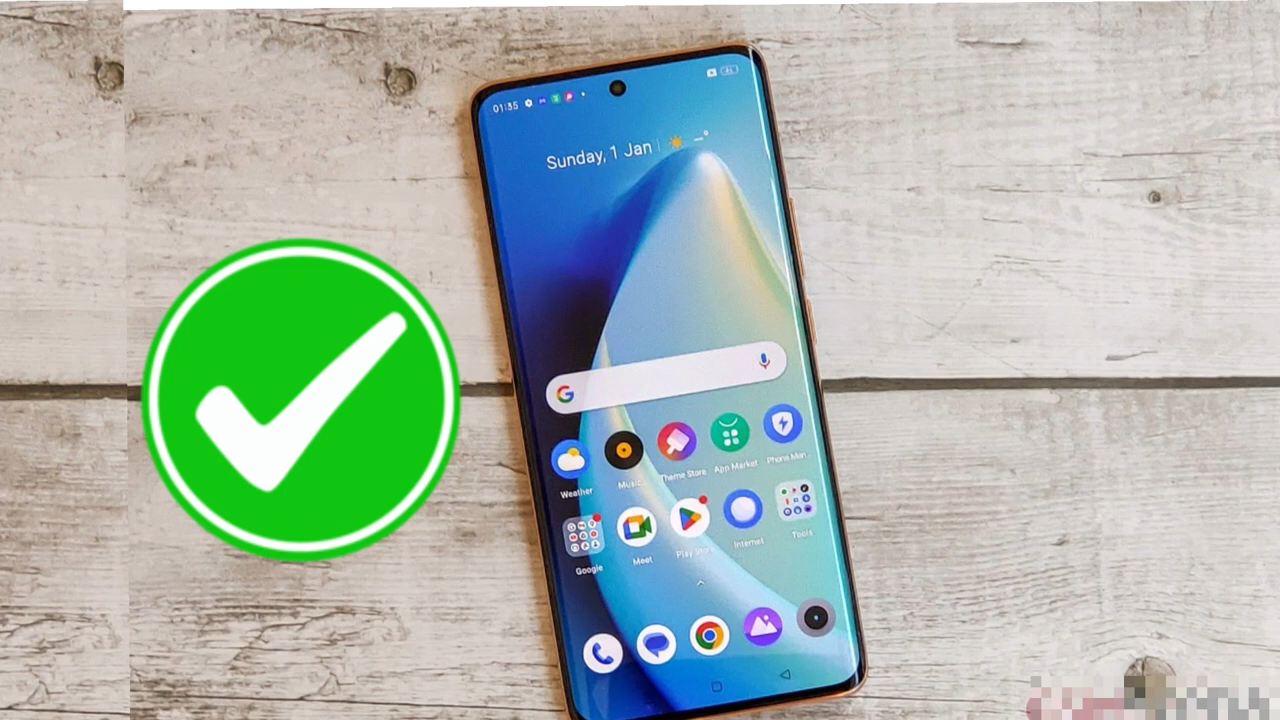 01:35
Sunday, 1 Jan
Weather
Music
Theme Store
App Market
Phone Man
Google
Meet
Play Store
Internet
Tools